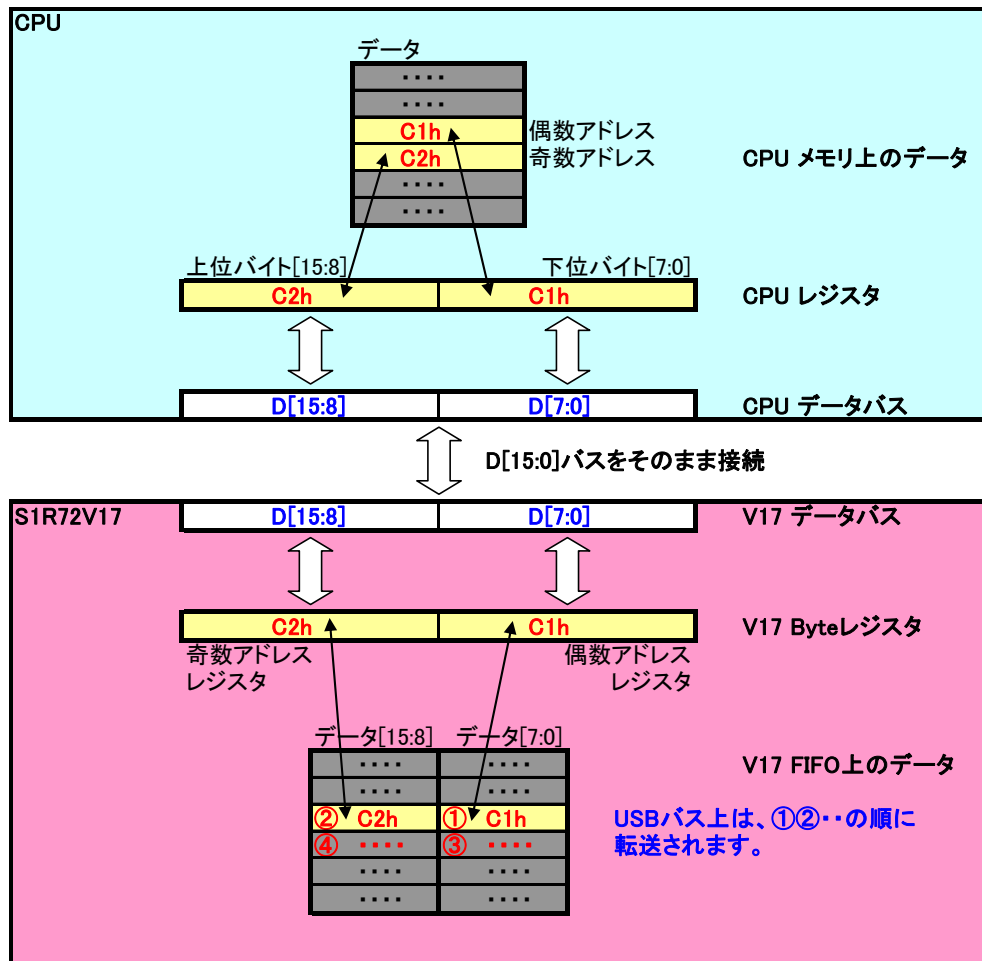 CPU
データ
････
････
C1h
偶数アドレス
C2h
奇数アドレス
CPU メモリ上のデータ
････
････
上位バイト[15:8]
下位バイト[7:0]
C2h
C1h
CPU レジスタ
D[15:8]
D[7:0]
CPU データバス
D[15:0]バスをそのまま接続
S1R72V17
D[15:8]
D[7:0]
V17 データバス
C2h
C1h
V17 Byteレジスタ
奇数アドレス
レジスタ
偶数アドレス
レジスタ
データ[15:8]
データ[7:0]
････
････
V17 FIFO上のデータ
････
････
② C2h
① C1h
USBバス上は、①②･･の順に
転送されます。
④ ････
③ ････
････
････
････
････